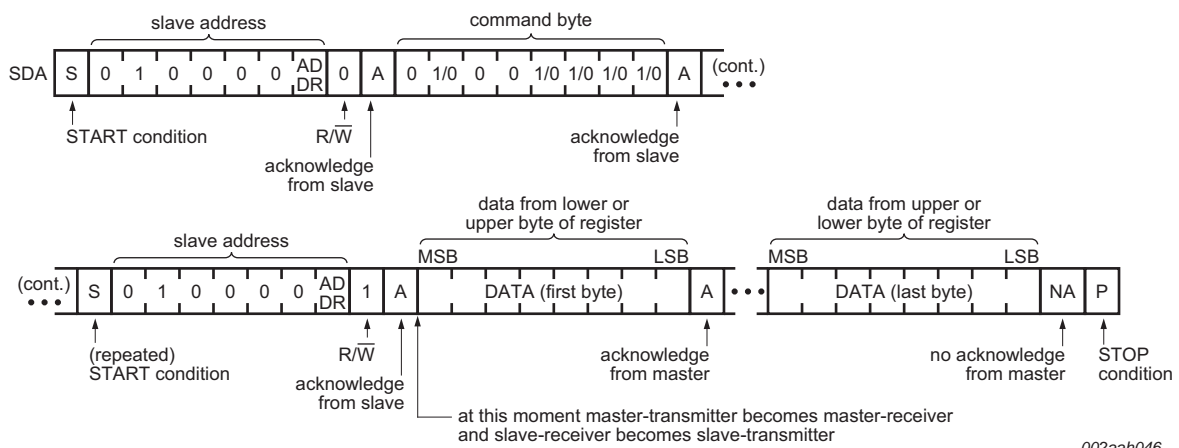 slave address
command byte
SDA S 0 1 0 0 0 0 AD DR 0 A 0 1/0 0 0 1/0 1/0 1/0 1/0 A (cont.)
START condition
R/W̅
acknowledge from slave
acknowledge from slave
slave address
data from lower or upper byte of register
data from upper or lower byte of register
MSB LSB MSB LSB
(cont.) S 0 1 0 0 0 0 AD DR 1 A DATA (first byte) A DATA (last byte) NA P
(repeated) START condition
R/W̅
acknowledge from slave
acknowledge from master
no acknowledge from master
STOP condition
at this moment master-transmitter becomes master-receiver
and slave-receiver becomes slave-transmitter
002aah046